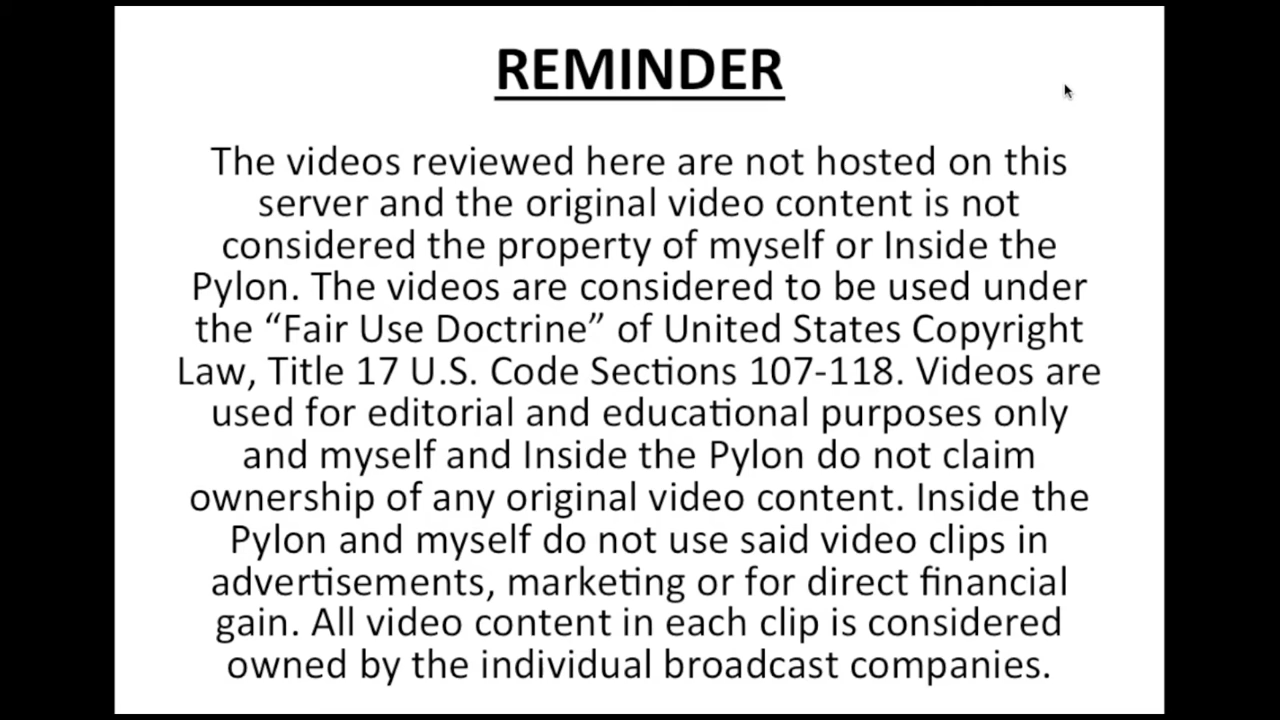 REMINDER
The videos reviewed here are not hosted on this
server and the original video content is not
considered the property of myself or Inside the
Pylon. The videos are considered to be used under
the “Fair Use Doctrine” of United States Copyright
Law, Title 17 U.S. Code Sections 107-118. Videos are
used for editorial and educational purposes only
and myself and Inside the Pylon do not claim
ownership of any original video content. Inside the
Pylon and myself do not use said video clips in
advertisements, marketing or for direct financial
gain. All video content in each clip is considered
owned by the individual broadcast companies.